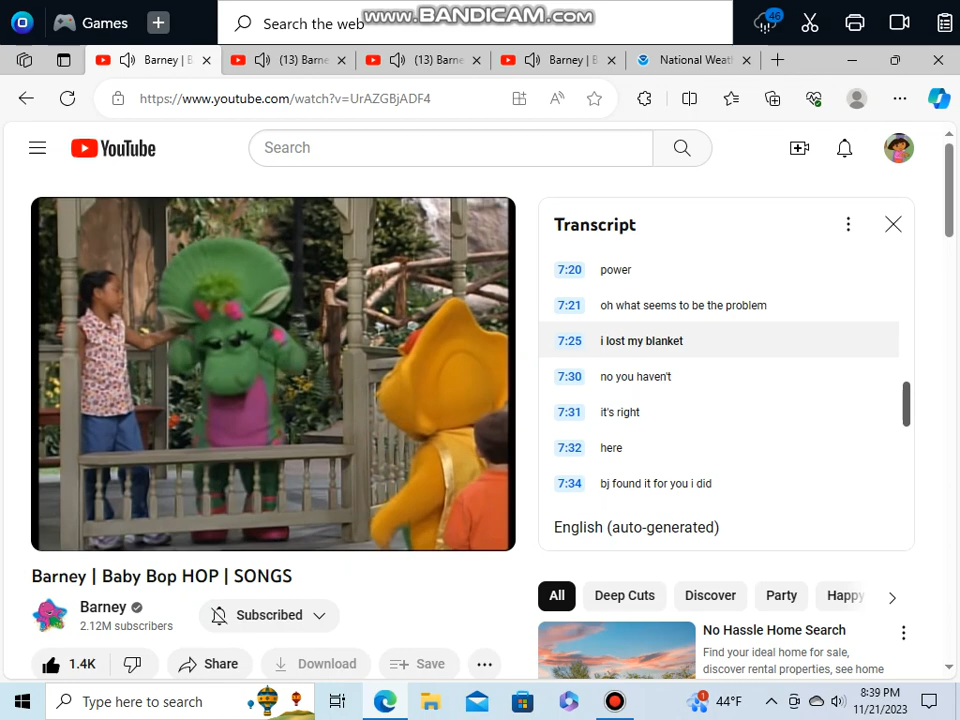 Games
Search the web
www.BANDICAM.com
46
Barney | B
(13) Barne
(13) Barne
Barney | B
National Weat
https://www.youtube.com/watch?v=UrAZGBjADF4
YouTube
Search
Transcript
7:20 power
7:21 oh what seems to be the problem
7:25 i lost my blanket
7:30 no you haven't
7:31 it's right
7:32 here
7:34 bj found it for you i did
English (auto-generated)
Barney | Baby Bop HOP | SONGS
Barney
2.12M subscribers
Subscribed
1.4K
Share
Download
Save
All
Deep Cuts
Discover
Party
Happy
No Hassle Home Search
Find your ideal home for sale,
discover rental properties, see home
Type here to search
1
44°F
8:39 PM
11/21/2023